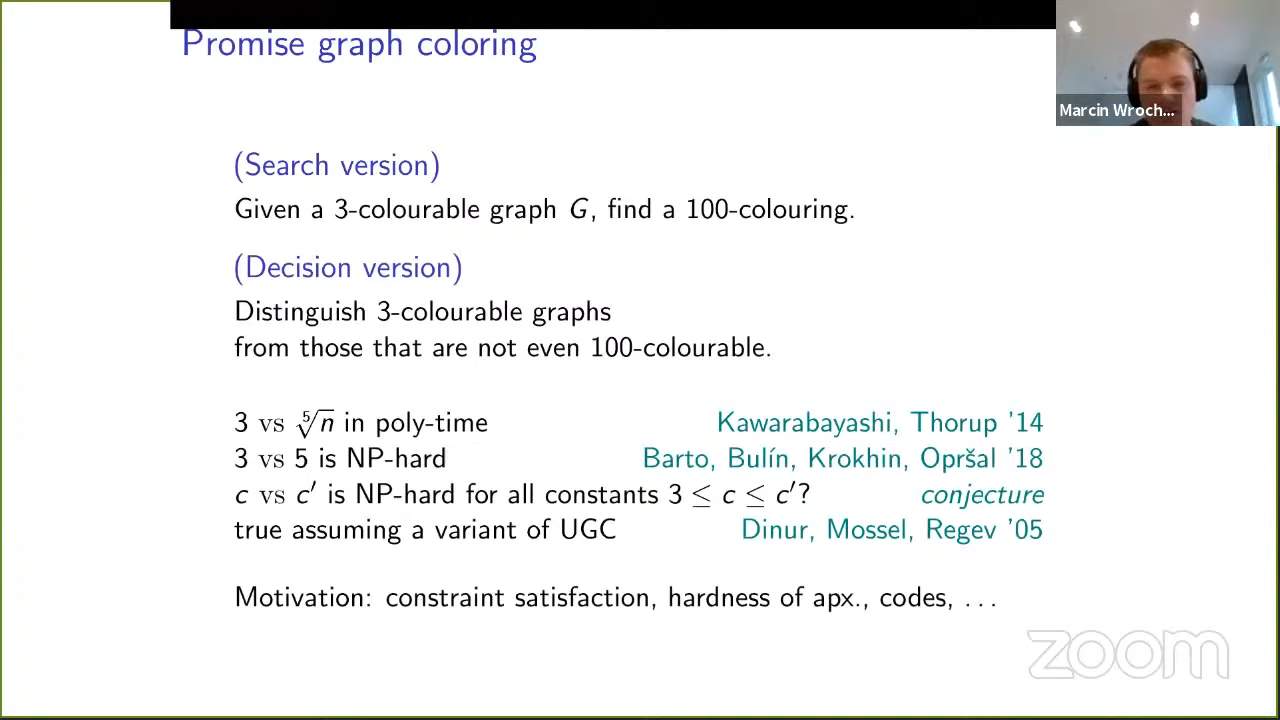 Promise graph coloring
Marcin Wroch...
(Search version)
Given a 3-colourable graph G, find a 100-colouring.
(Decision version)
Distinguish 3-colourable graphs
from those that are not even 100-colourable.
3 vs ⁵√n in poly-time Kawarabayashi, Thorup '14
3 vs 5 is NP-hard Barto, Bulín, Krokhin, Opršal '18
c vs c′ is NP-hard for all constants 3 ≤ c ≤ c′? conjecture
true assuming a variant of UGC Dinur, Mossel, Regev '05
Motivation: constraint satisfaction, hardness of apx., codes, ...
zoom